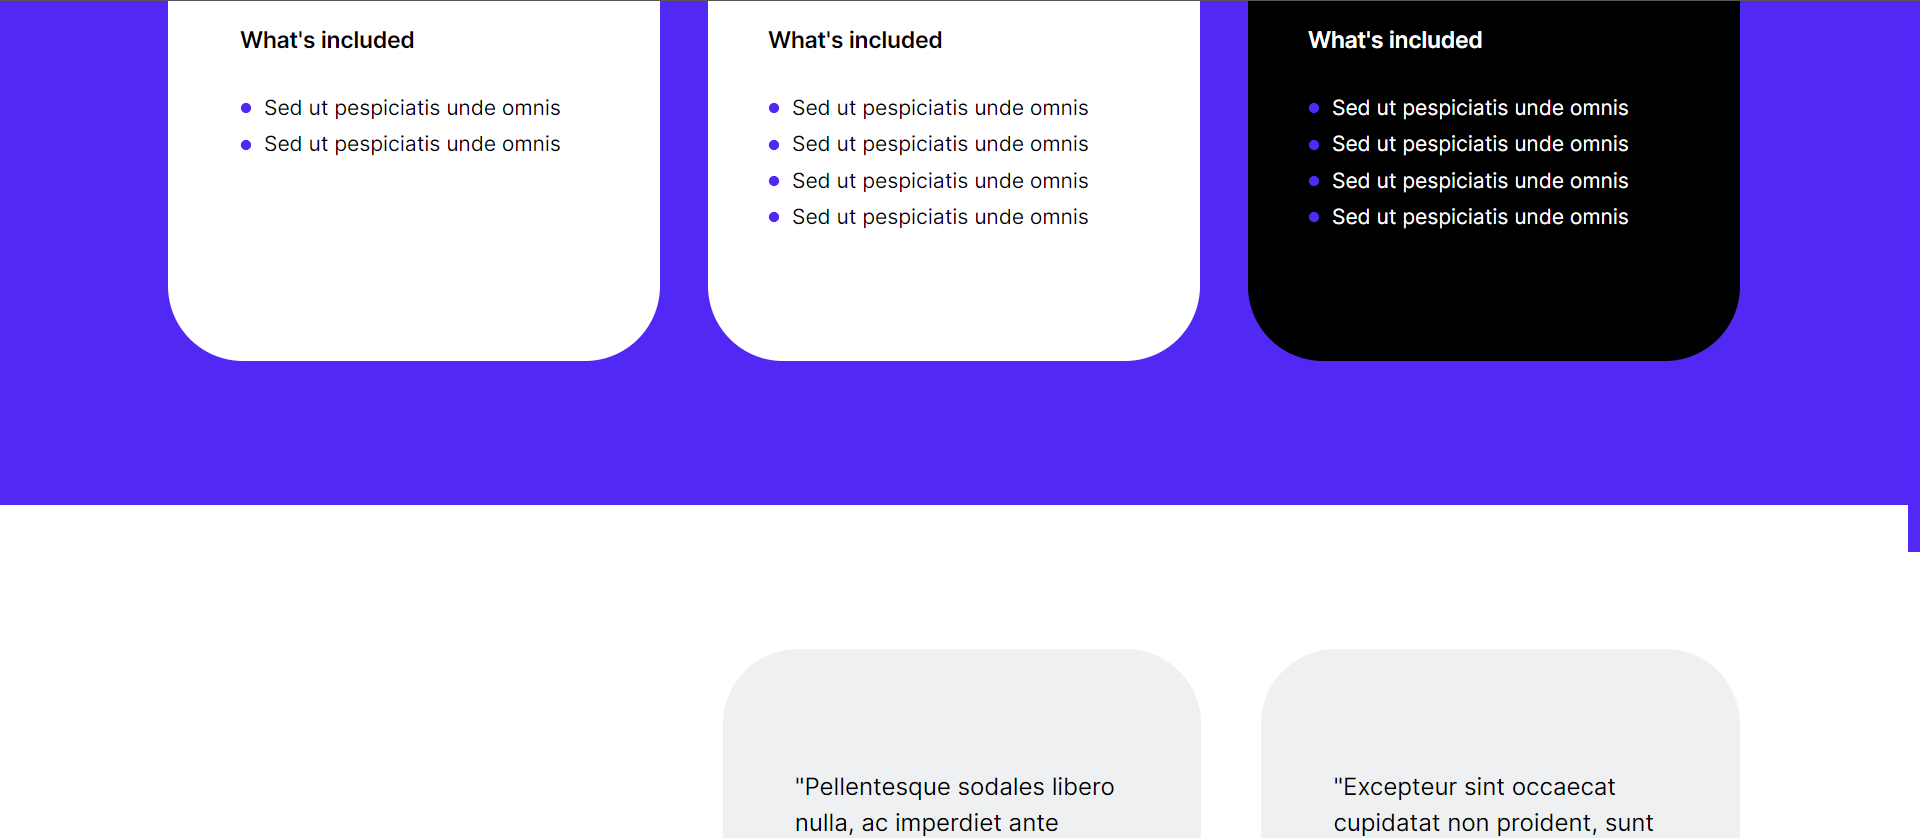 What's included
Sed ut pespiciatis unde omnis
Sed ut pespiciatis unde omnis
What's included
Sed ut pespiciatis unde omnis
Sed ut pespiciatis unde omnis
Sed ut pespiciatis unde omnis
Sed ut pespiciatis unde omnis
What's included
Sed ut pespiciatis unde omnis
Sed ut pespiciatis unde omnis
Sed ut pespiciatis unde omnis
Sed ut pespiciatis unde omnis
"Pellentesque sodales libero
nulla, ac imperdiet ante
"Excepteur sint occaecat
cupidatat non proident, sunt